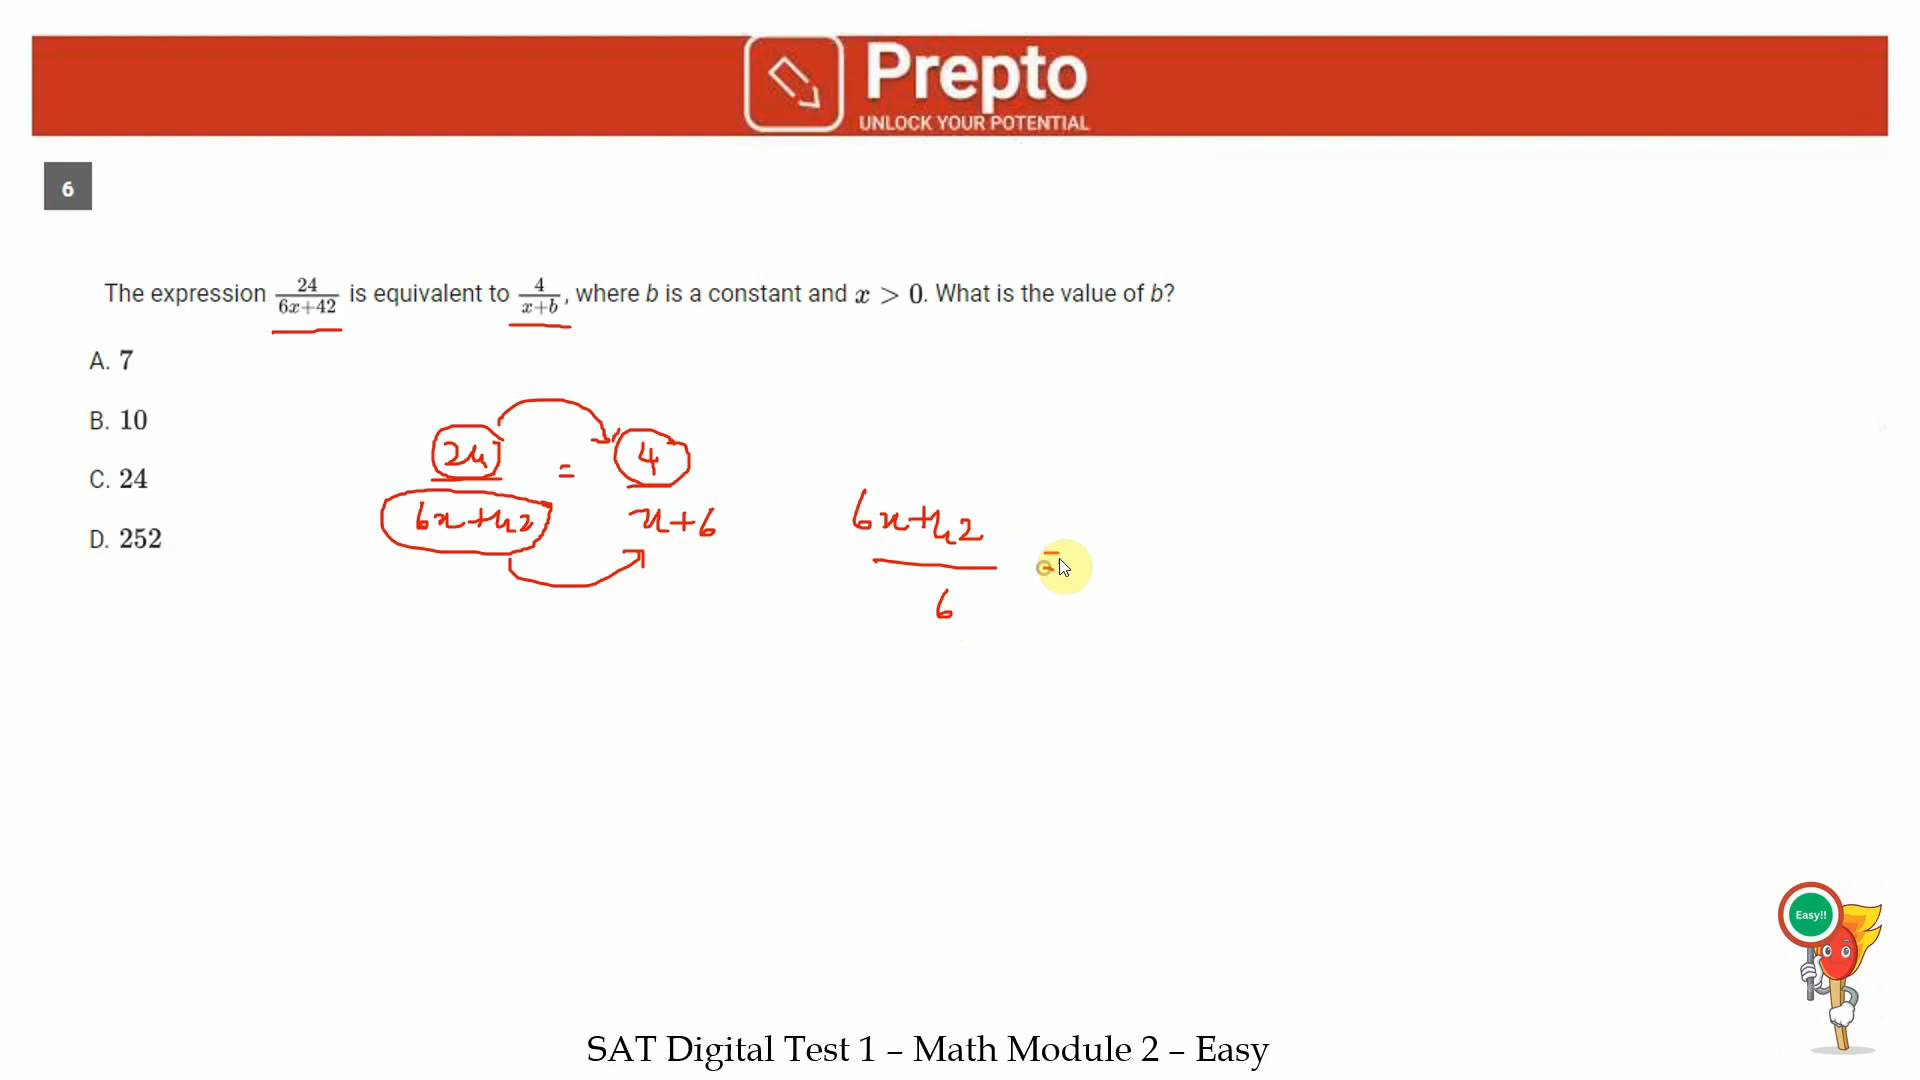 Prepto
UNLOCK YOUR POTENTIAL
6
The expression 24/(6x+42) is equivalent to 4/(x+b), where b is a constant and x > 0. What is the value of b?
A. 7
B. 10
C. 24
D. 252
24 = 4
6x+42 x+6
6x+42
6
=
Easy!!
SAT Digital Test 1 – Math Module 2 – Easy